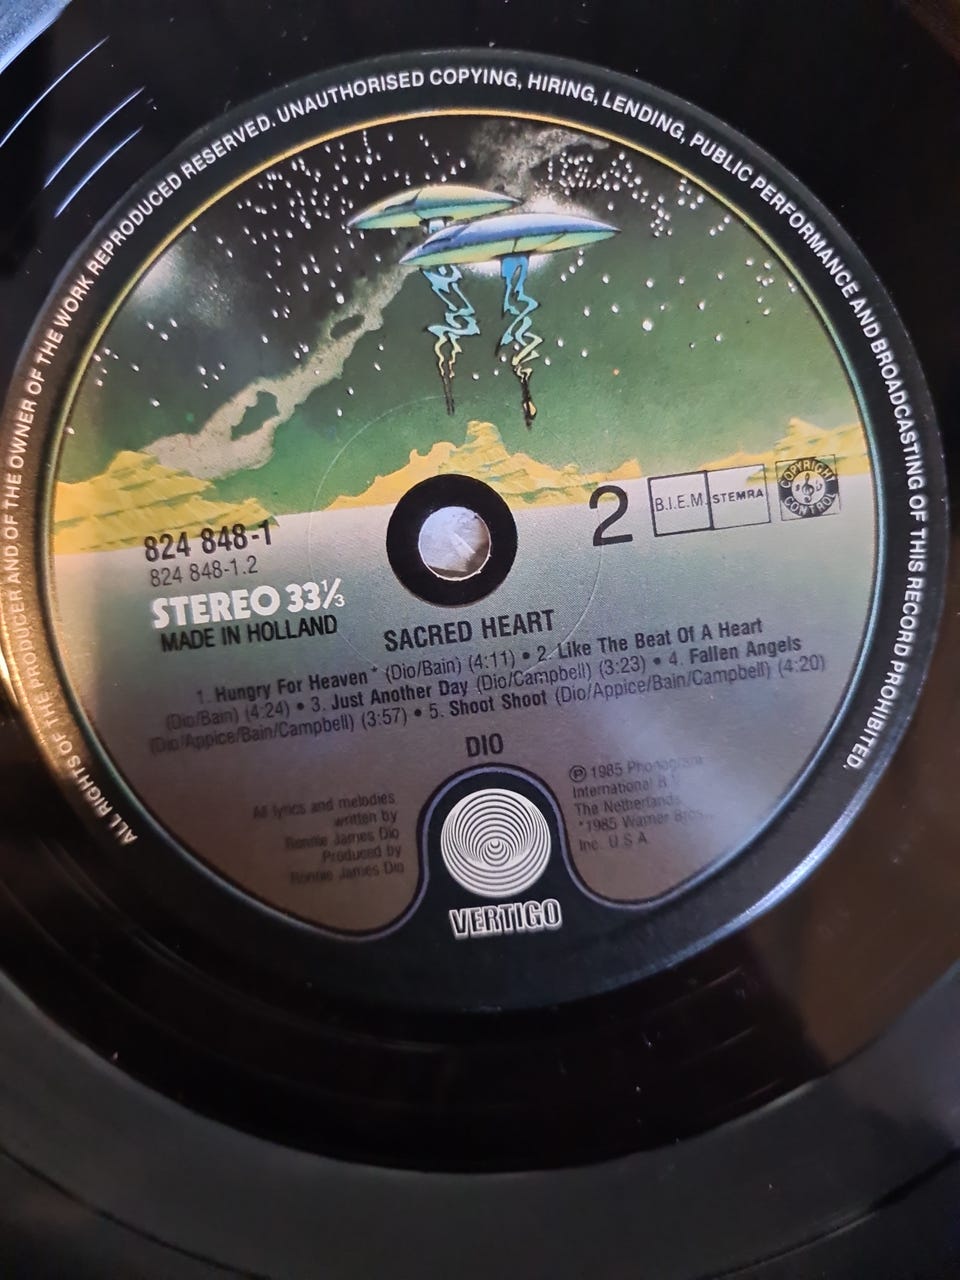 ALL RIGHTS OF THE PRODUCER AND OF THE OWNER OF THE WORK REPRODUCED RESERVED. UNAUTHORISED COPYING, HIRING, LENDING, PUBLIC PERFORMANCE AND BROADCASTING OF THIS RECORD PROHIBITED.
2
B.I.E.M. STEMRA
COPYRIGHT CONTROL
824 848-1
824 848-1.2
STEREO 33⅓
MADE IN HOLLAND
SACRED HEART
1. Hungry For Heaven* (Dio/Bain) (4:11) • 2. Like The Beat Of A Heart
(Dio/Bain) (4:24) • 3. Just Another Day (Dio/Campbell) (3:23) • 4. Fallen Angels
(Dio/Appice/Bain/Campbell) (3:57) • 5. Shoot Shoot (Dio/Appice/Bain/Campbell) (4:20)
DIO
All lyrics and melodies
written by
Ronnie James Dio
Produced by
Ronnie James Dio
℗ 1985 Phonogram
International B.V.
The Netherlands
*1985 Warner Bros.
Inc. U.S.A.
VERTIGO